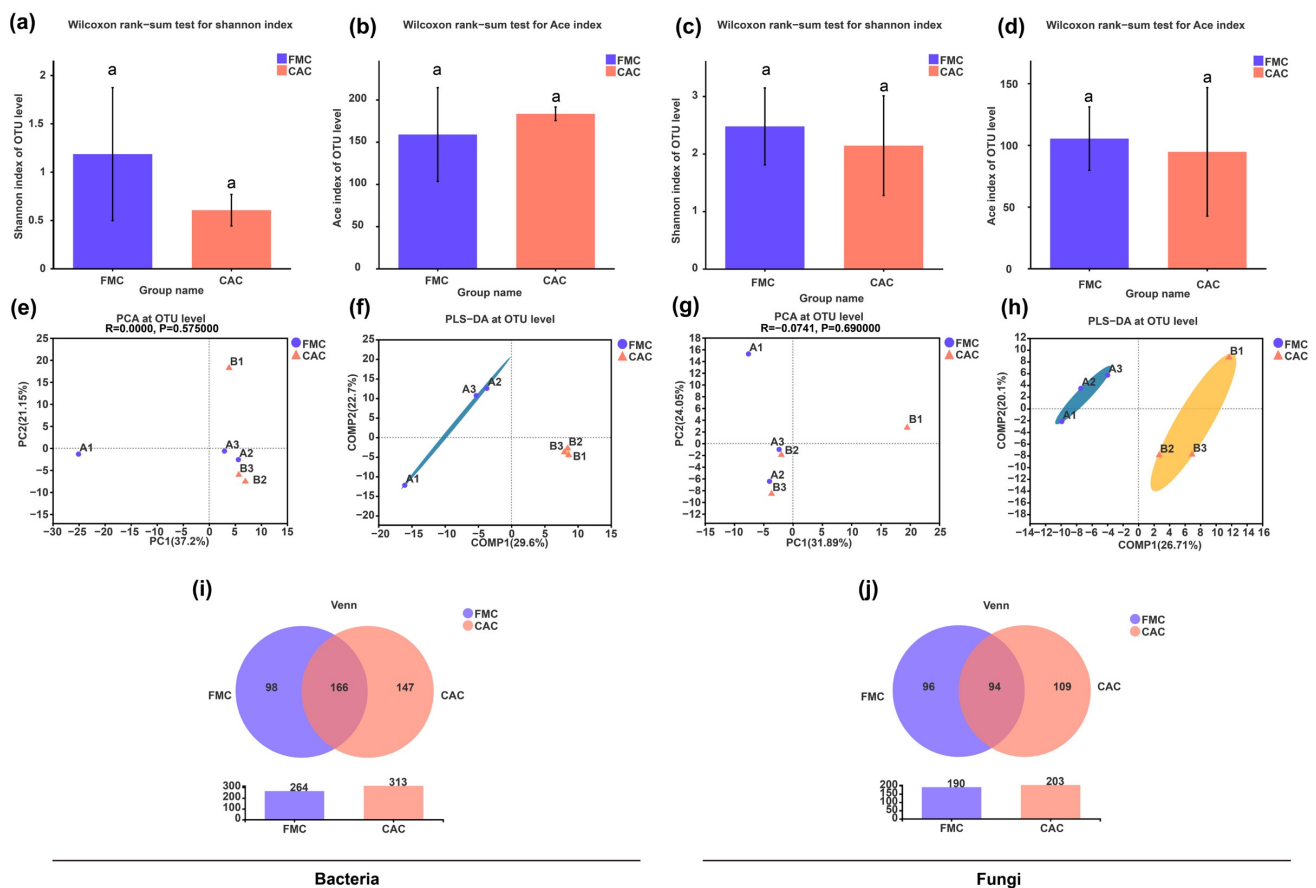 (a)
Wilcoxon rank−sum test for shannon index
FMC
CAC
Shannon index of OTU level
2
1.5
1
0.5
0
a
a
FMC
CAC
Group name
(b)
Wilcoxon rank−sum test for Ace index
FMC
CAC
Ace index of OTU level
200
150
100
50
0
a
a
FMC
CAC
Group name
(c)
Wilcoxon rank−sum test for shannon index
FMC
CAC
Shannon index of OTU level
3
2
1
0
a
a
FMC
CAC
Group name
(d)
Wilcoxon rank−sum test for Ace index
FMC
CAC
Ace index of OTU level
150
100
50
0
a
a
FMC
CAC
Group name
(e)
PCA at OTU level
R=0.0000, P=0.575000
FMC
CAC
PC2(21.15%)
25
20
15
10
5
0
−5
−10
−15
B1
A1
A3
A2
B3
B2
−30
−25
−20
−15
−10
−5
0
5
10
15
PC1(37.2%)
(f)
PLS-DA at OTU level
FMC
CAC
COMP2(22.7%)
25
20
15
10
5
0
−5
−10
−15
−20
A3
A2
B2
B3
B1
A1
−20
−15
−10
−5
0
5
10
15
COMP1(29.6%)
(g)
PCA at OTU level
R=−0.0741, P=0.690000
FMC
CAC
PC2(24.05%)
18
16
14
12
10
8
6
4
2
0
−2
−4
−6
−8
−10
−12
A1
B1
A3
B2
A2
B3
−15
−10
−5
0
5
10
15
20
25
PC1(31.89%)
(h)
PLS-DA at OTU level
FMC
CAC
COMP2(20.1%)
12
10
8
6
4
2
0
−2
−4
−6
−8
−10
−12
−14
−16
−18
B1
A3
A2
A1
B2
B3
−14
−12
−10
−8
−6
−4
−2
0
2
4
6
8
10
12
14
16
COMP1(26.71%)
(i)
Venn
FMC
CAC
FMC
98
166
147
CAC
300
200
100
0
264
313
FMC
CAC
(j)
Venn
FMC
CAC
FMC
96
94
109
CAC
200
150
100
50
0
190
203
FMC
CAC
Bacteria
Fungi